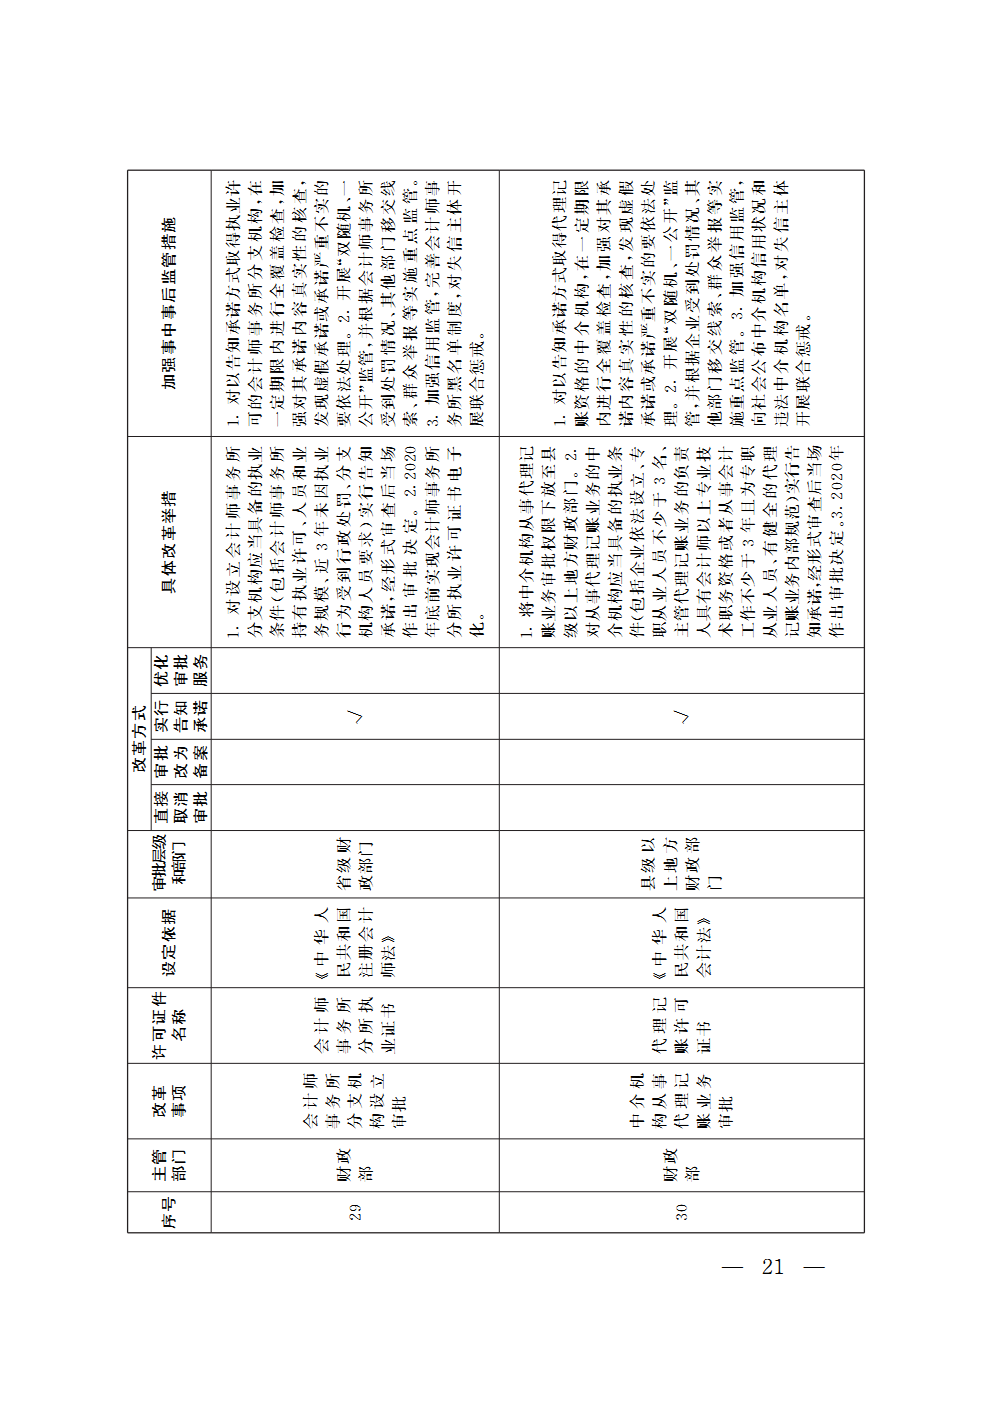 序号
主管
部门
改革
事项
许可证件
名称
设定依据
审批层级
和部门
改革方式
直接
取消
审批
审批
改为
备案
实行
告知
承诺
优化
审批
服务
具体改革举措
加强事中事后监管措施
29
财政
部
会计师
事务所
分支机
构设立
审批
会计师
事务所
分所执
业证书
《中华人
民共和国
注册会计
师法》
省级财
政部门
√
1. 对设立会计师事务所
分支机构应当具备的执业
条件(包括会计师事务所
持有执业许可、人员和业
务规模、近3年未因执业
行为受到行政处罚、分支
机构人员要求)实行告知
承诺,经形式审查后当场
作出审批决定。2.2020
年底前实现会计师事务所
分所执业许可证书电子
化。
1. 对以告知承诺方式取得执业许
可的会计师事务所分支机构,在
一定期限内进行全覆盖检查,加
强对其承诺内容真实性的核查,
发现虚假承诺或承诺严重不实的
要依法处理。2. 开展“双随机、一
公开”监管,并根据会计师事务所
受到处罚情况、其他部门移交线
索、群众举报等实施重点监管。
3. 加强信用监管,完善会计师事
务所黑名单制度,对失信主体开
展联合惩戒。
30
财政
部
中介机
构从事
代理记
账业务
审批
代理记
账许可
证书
《中华人
民共和国
会计法》
县级以
上地方
财政部
门
√
1. 将中介机构从事代理记
账业务审批权限下放至县
级以上地方财政部门。2.
对从事代理记账业务的中
介机构应当具备的执业条
件(包括企业依法设立、专
职从业人员不少于3名、
主管代理记账业务的负责
人具有会计师以上专业技
术职务资格或者从事会计
工作不少于3年且为专职
从业人员、有健全的代理
记账业务内部规范)实行告
知承诺,经形式审查后当场
作出审批决定。3.2020年
1. 对以告知承诺方式取得代理记
账资格的中介机构,在一定期限
内进行全覆盖检查,加强对其承
诺内容真实性的核查,发现虚假
承诺或承诺严重不实的要依法处
理。2. 开展“双随机、一公开”监
管,并根据企业受到处罚情况、其
他部门移交线索、群众举报等实
施重点监管。3. 加强信用监管,
向社会公布中介机构信用状况和
违法中介机构名单,对失信主体
开展联合惩戒。
— 21 —